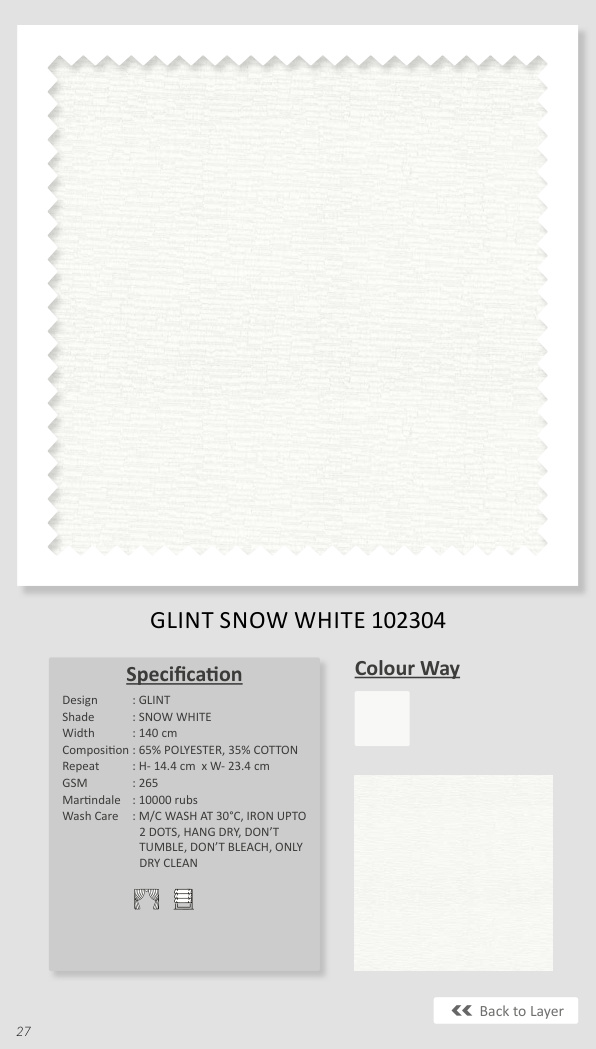 GLINT SNOW WHITE 102304
Specification
Design : GLINT
Shade : SNOW WHITE
Width : 140 cm
Composition : 65% POLYESTER, 35% COTTON
Repeat : H- 14.4 cm x W- 23.4 cm
GSM : 265
Martindale : 10000 rubs
Wash Care : M/C WASH AT 30°C, IRON UPTO
2 DOTS, HANG DRY, DON'T
TUMBLE, DON'T BLEACH, ONLY
DRY CLEAN
Colour Way
Back to Layer
27